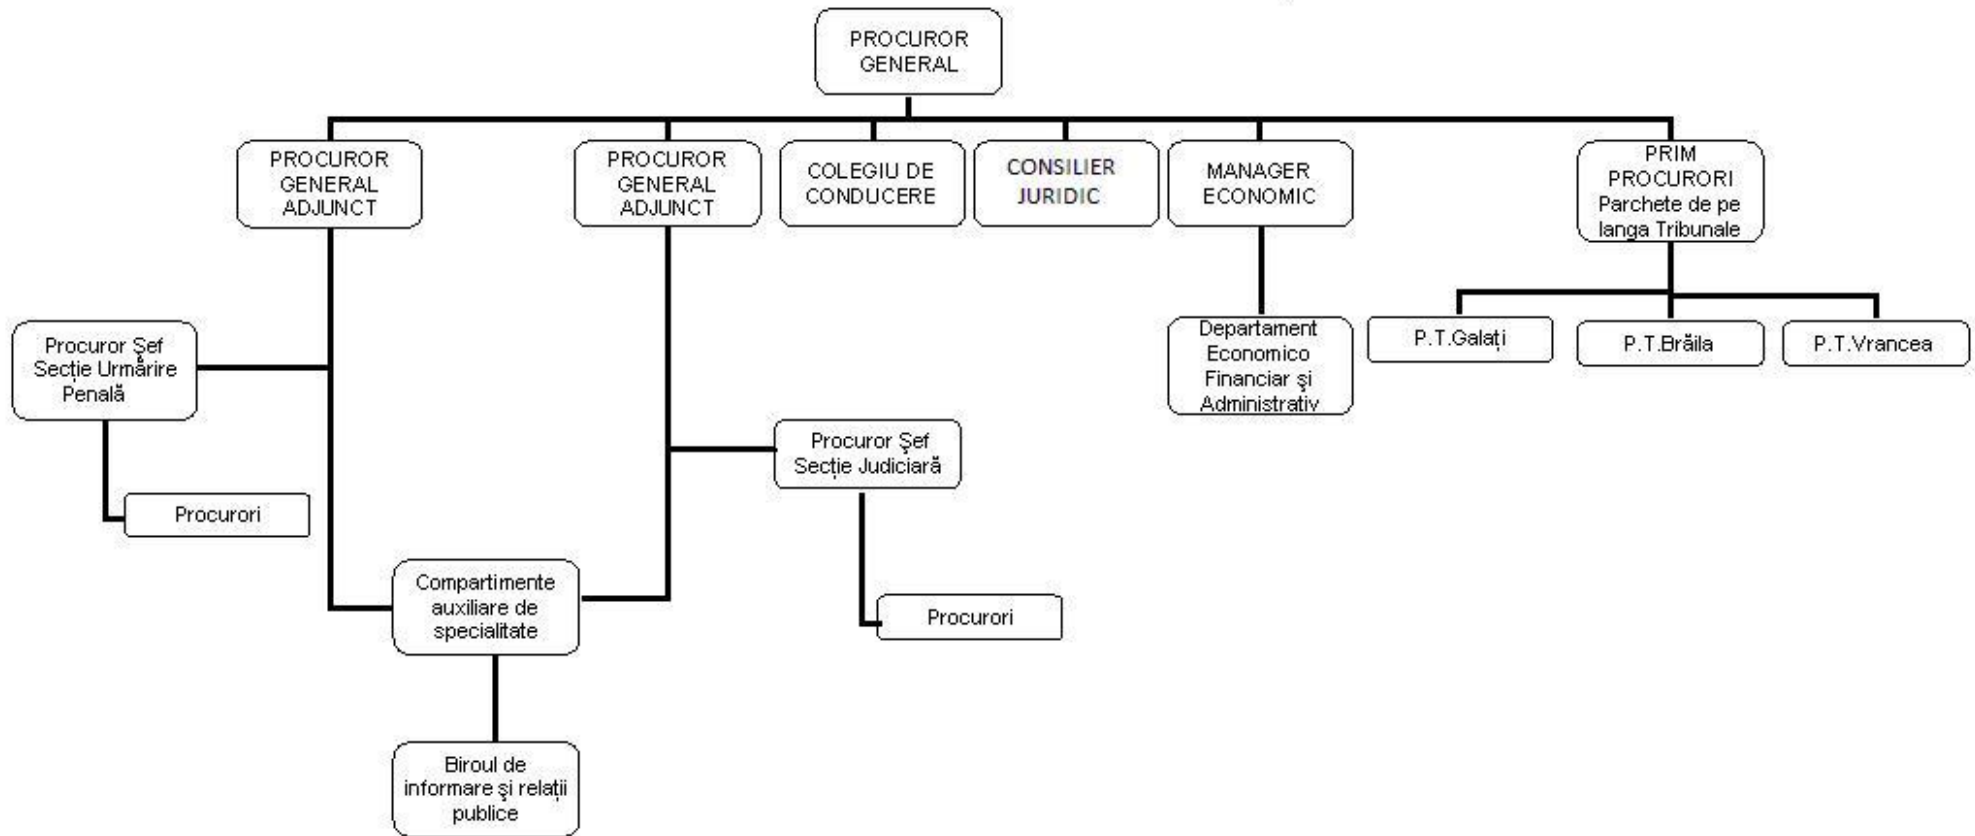 PROCUROR
GENERAL
PROCUROR
GENERAL
ADJUNCT
PROCUROR
GENERAL
ADJUNCT
COLEGIU DE
CONDUCERE
CONSILIER
JURIDIC
MANAGER
ECONOMIC
PRIM
PROCURORI
Parchete de pe
langa Tribunale
Procuror Şef
Secţie Urmărire
Penală
Departament
Economico
Financiar şi
Administrativ
P.T.Galaţi
P.T.Brăila
P.T.Vrancea
Procuror Şef
Secţie Judiciară
Procurori
Compartimente
auxiliare de
specialitate
Procurori
Biroul de
informare şi relaţii
publice